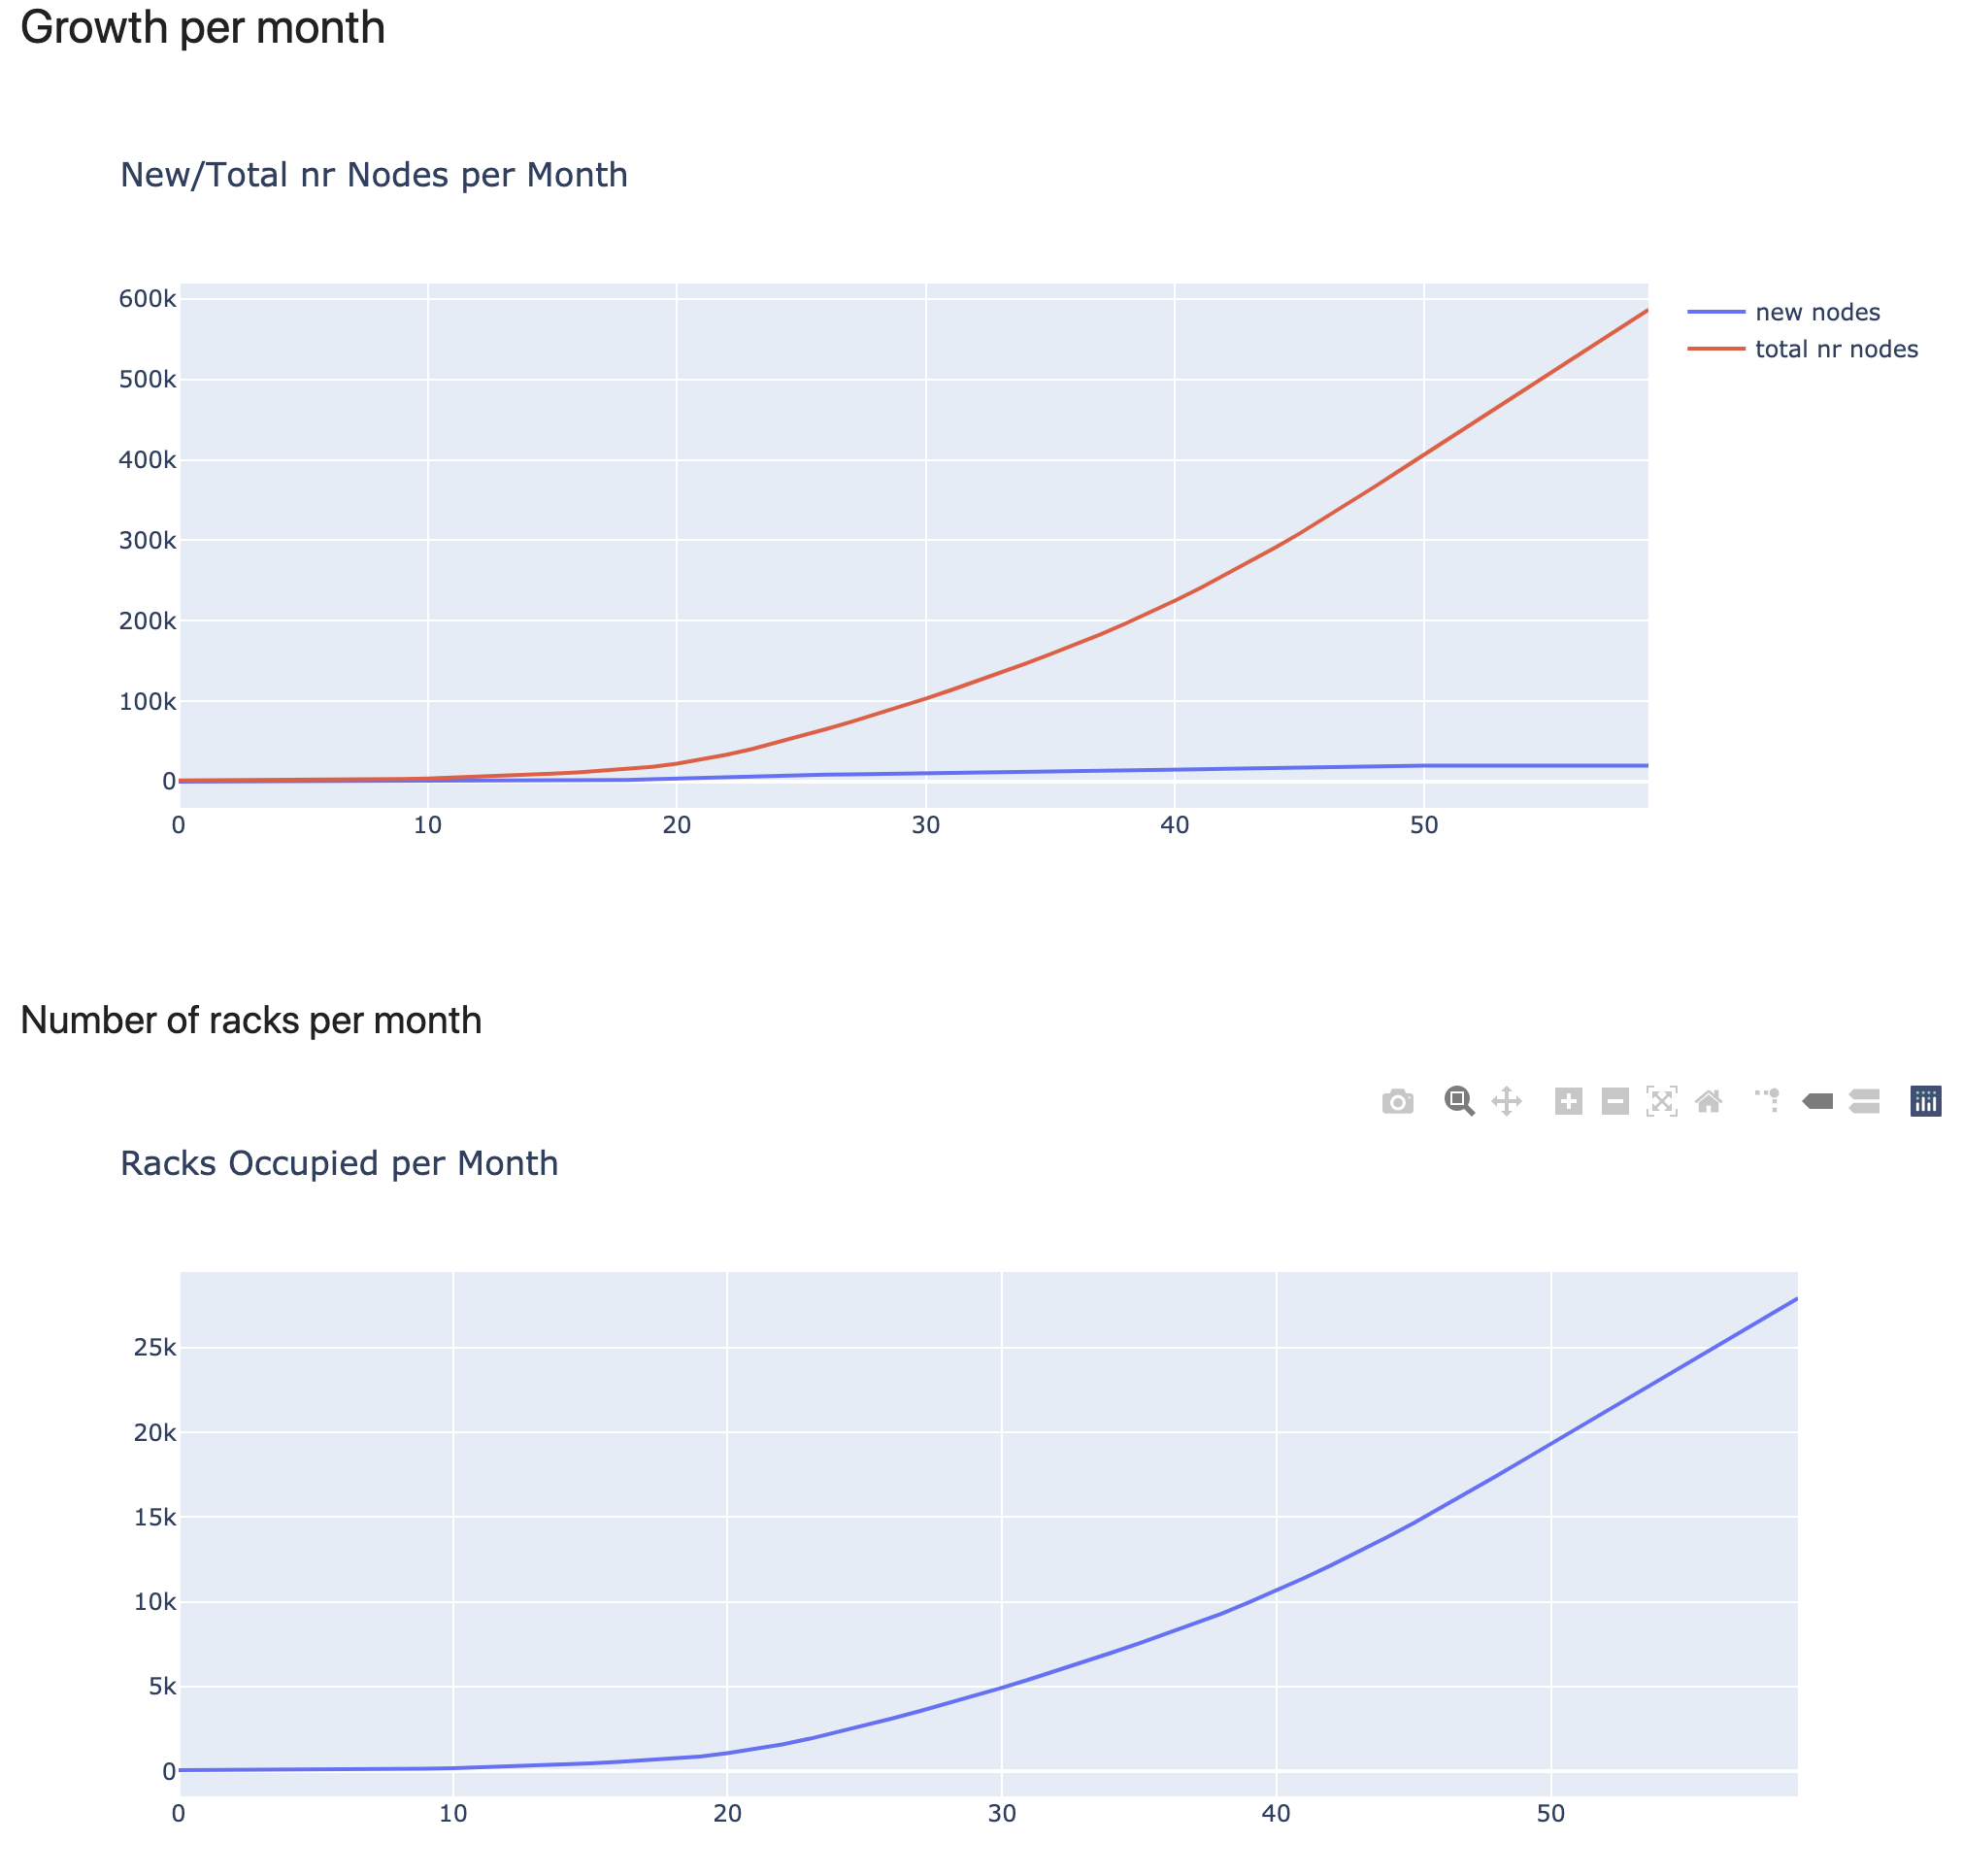 Growth per month
New/Total nr Nodes per Month
600k
500k
400k
300k
200k
100k
0
new nodes
total nr nodes
0 10 20 30 40 50
Number of racks per month
Racks Occupied per Month
25k
20k
15k
10k
5k
0
0 10 20 30 40 50